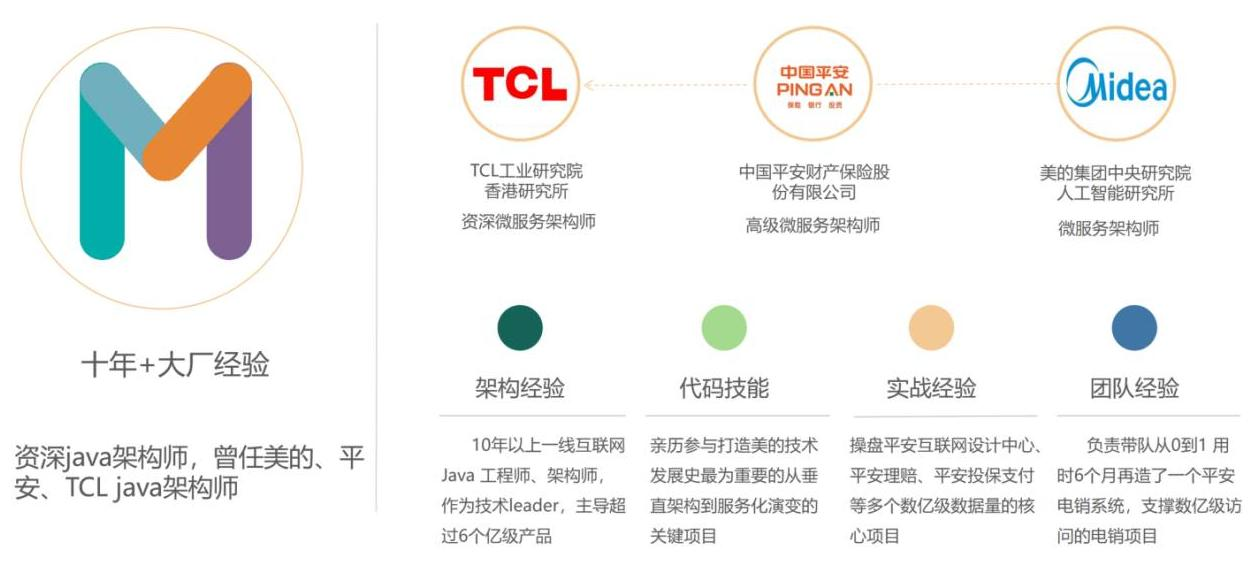 十年+大厂经验
资深java架构师，曾任美的、平
安、TCL java架构师
TCL
TCL工业研究院
香港研究所
资深微服务架构师
中国平安
PING AN
保险 银行 投资
中国平安财产保险股
份有限公司
高级微服务架构师
Midea
美的集团中央研究院
人工智能研究所
微服务架构师
架构经验
10年以上一线互联网
Java 工程师、架构师，
作为技术leader，主导超
过6个亿级产品
代码技能
亲历参与打造美的技术
发展史最为重要的从垂
直架构到服务化演变的
关键项目
实战经验
操盘平安互联网设计中心、
平安理赔、平安投保支付
等多个数亿级数据量的核
心项目
团队经验
负责带队从0到1 用
时6个月再造了一个平安
电销系统，支撑数亿级访
问的电销项目